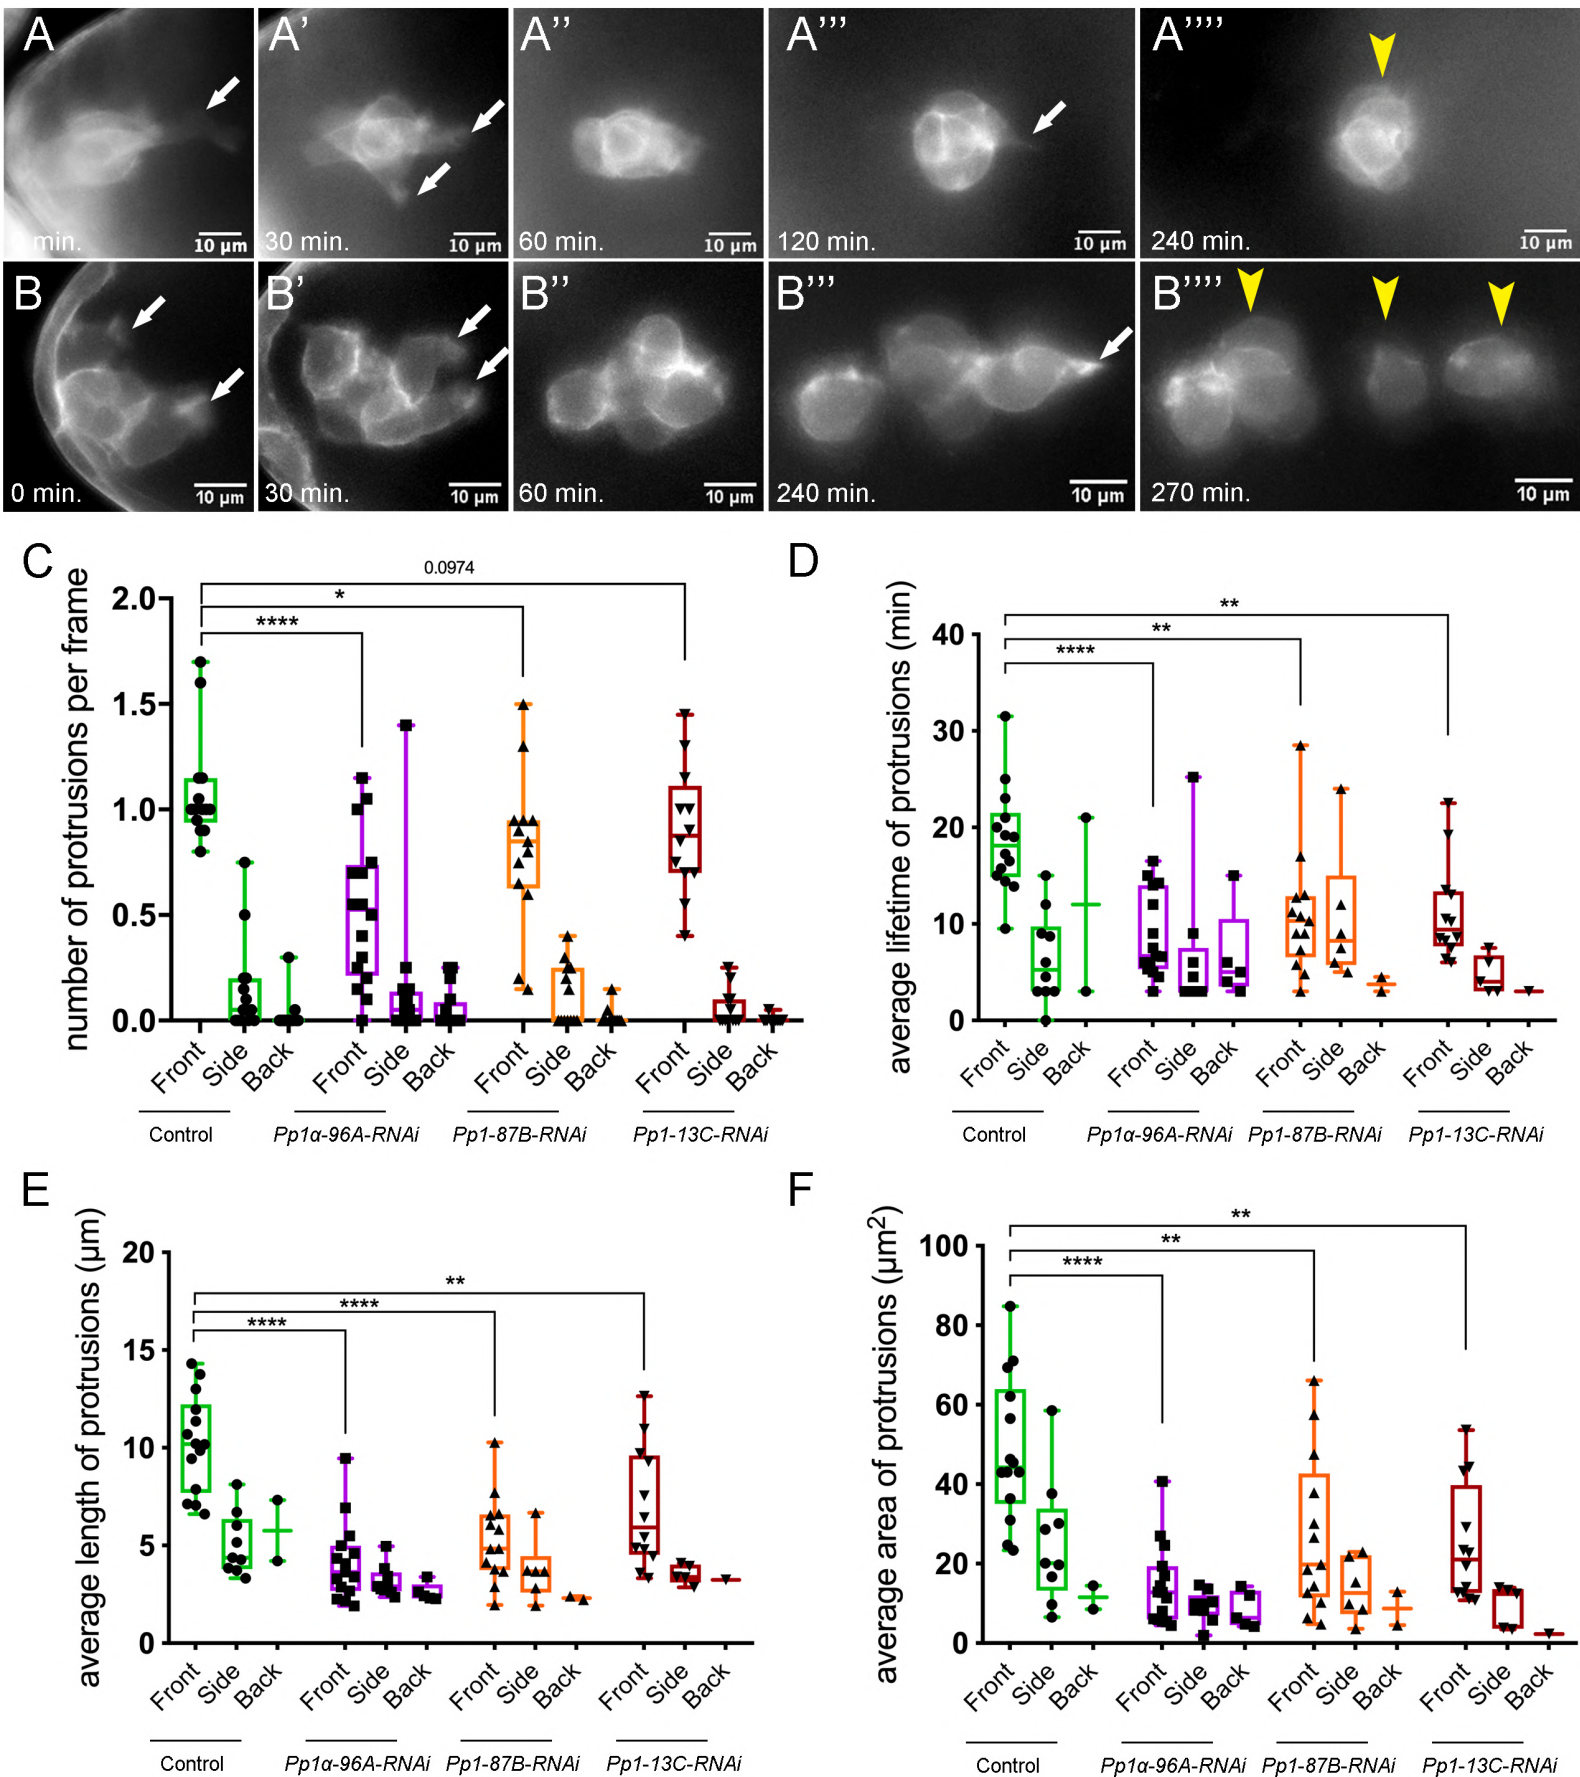 A A’ A’’ A’’’ A’’’’
min. 30 min. 60 min. 120 min. 240 min.
10 µm 10 µm 10 µm 10 µm 10 µm
B B’ B’’ B’’’ B’’’’
0 min. 30 min. 60 min. 240 min. 270 min.
10 µm 10 µm 10 µm 10 µm 10 µm
C
number of protrusions per frame
2.0
1.5
1.0
0.5
0.0
0.0974
*
****
Front Side Back Front Side Back Front Side Back Front Side Back
Control Pp1α-96A-RNAi Pp1-87B-RNAi Pp1-13C-RNAi
D
average lifetime of protrusions (min)
40
30
20
10
0
**
**
****
Front Side Back Front Side Back Front Side Back Front Side Back
Control Pp1α-96A-RNAi Pp1-87B-RNAi Pp1-13C-RNAi
E
average length of protrusions (µm)
20
15
10
5
0
**
****
****
Front Side Back Front Side Back Front Side Back Front Side Back
Control Pp1α-96A-RNAi Pp1-87B-RNAi Pp1-13C-RNAi
F
average area of protrusions (µm²)
100
80
60
40
20
0
**
**
****
Front Side Back Front Side Back Front Side Back Front Side Back
Control Pp1α-96A-RNAi Pp1-87B-RNAi Pp1-13C-RNAi